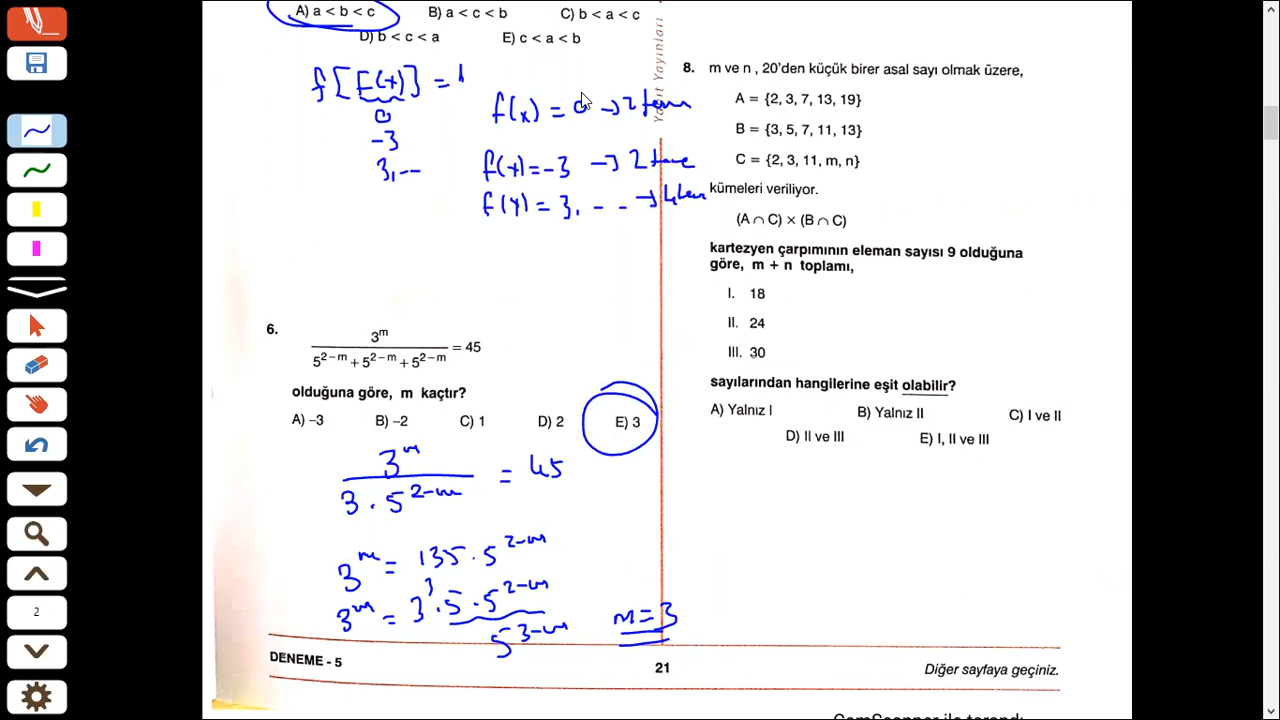 A) a < b < c B) a < c < b C) b < a < c
D) b < c < a E) c < a < b
f[F(x)] = 1
0
-3
3,--
f(x) = 0 → 2 tane
f(x) = -3 → 2 tane
f(x) = 3, - - → 4 tane
6.
3^m
5^2-m + 5^2-m + 5^2-m = 45
olduğuna göre, m kaçtır?
A) –3 B) –2 C) 1 D) 2 E) 3
3^m
3 . 5^2-m = 45
3^m = 135 . 5^2-m
3^m = 3^3 . 5 . 5^2-m
5^3-m
m = 3
DENEME - 5
Yayınları
8. m ve n , 20'den küçük birer asal sayı olmak üzere,
A = {2, 3, 7, 13, 19}
B = {3, 5, 7, 11, 13}
C = {2, 3, 11, m, n}
kümeleri veriliyor.
(A ∩ C) × (B ∩ C)
kartezyen çarpımının eleman sayısı 9 olduğuna
göre, m + n toplamı,
I. 18
II. 24
III. 30
sayılarından hangilerine eşit olabilir?
A) Yalnız I B) Yalnız II C) I ve II
D) II ve III E) I, II ve III
21
Diğer sayfaya geçiniz.
2